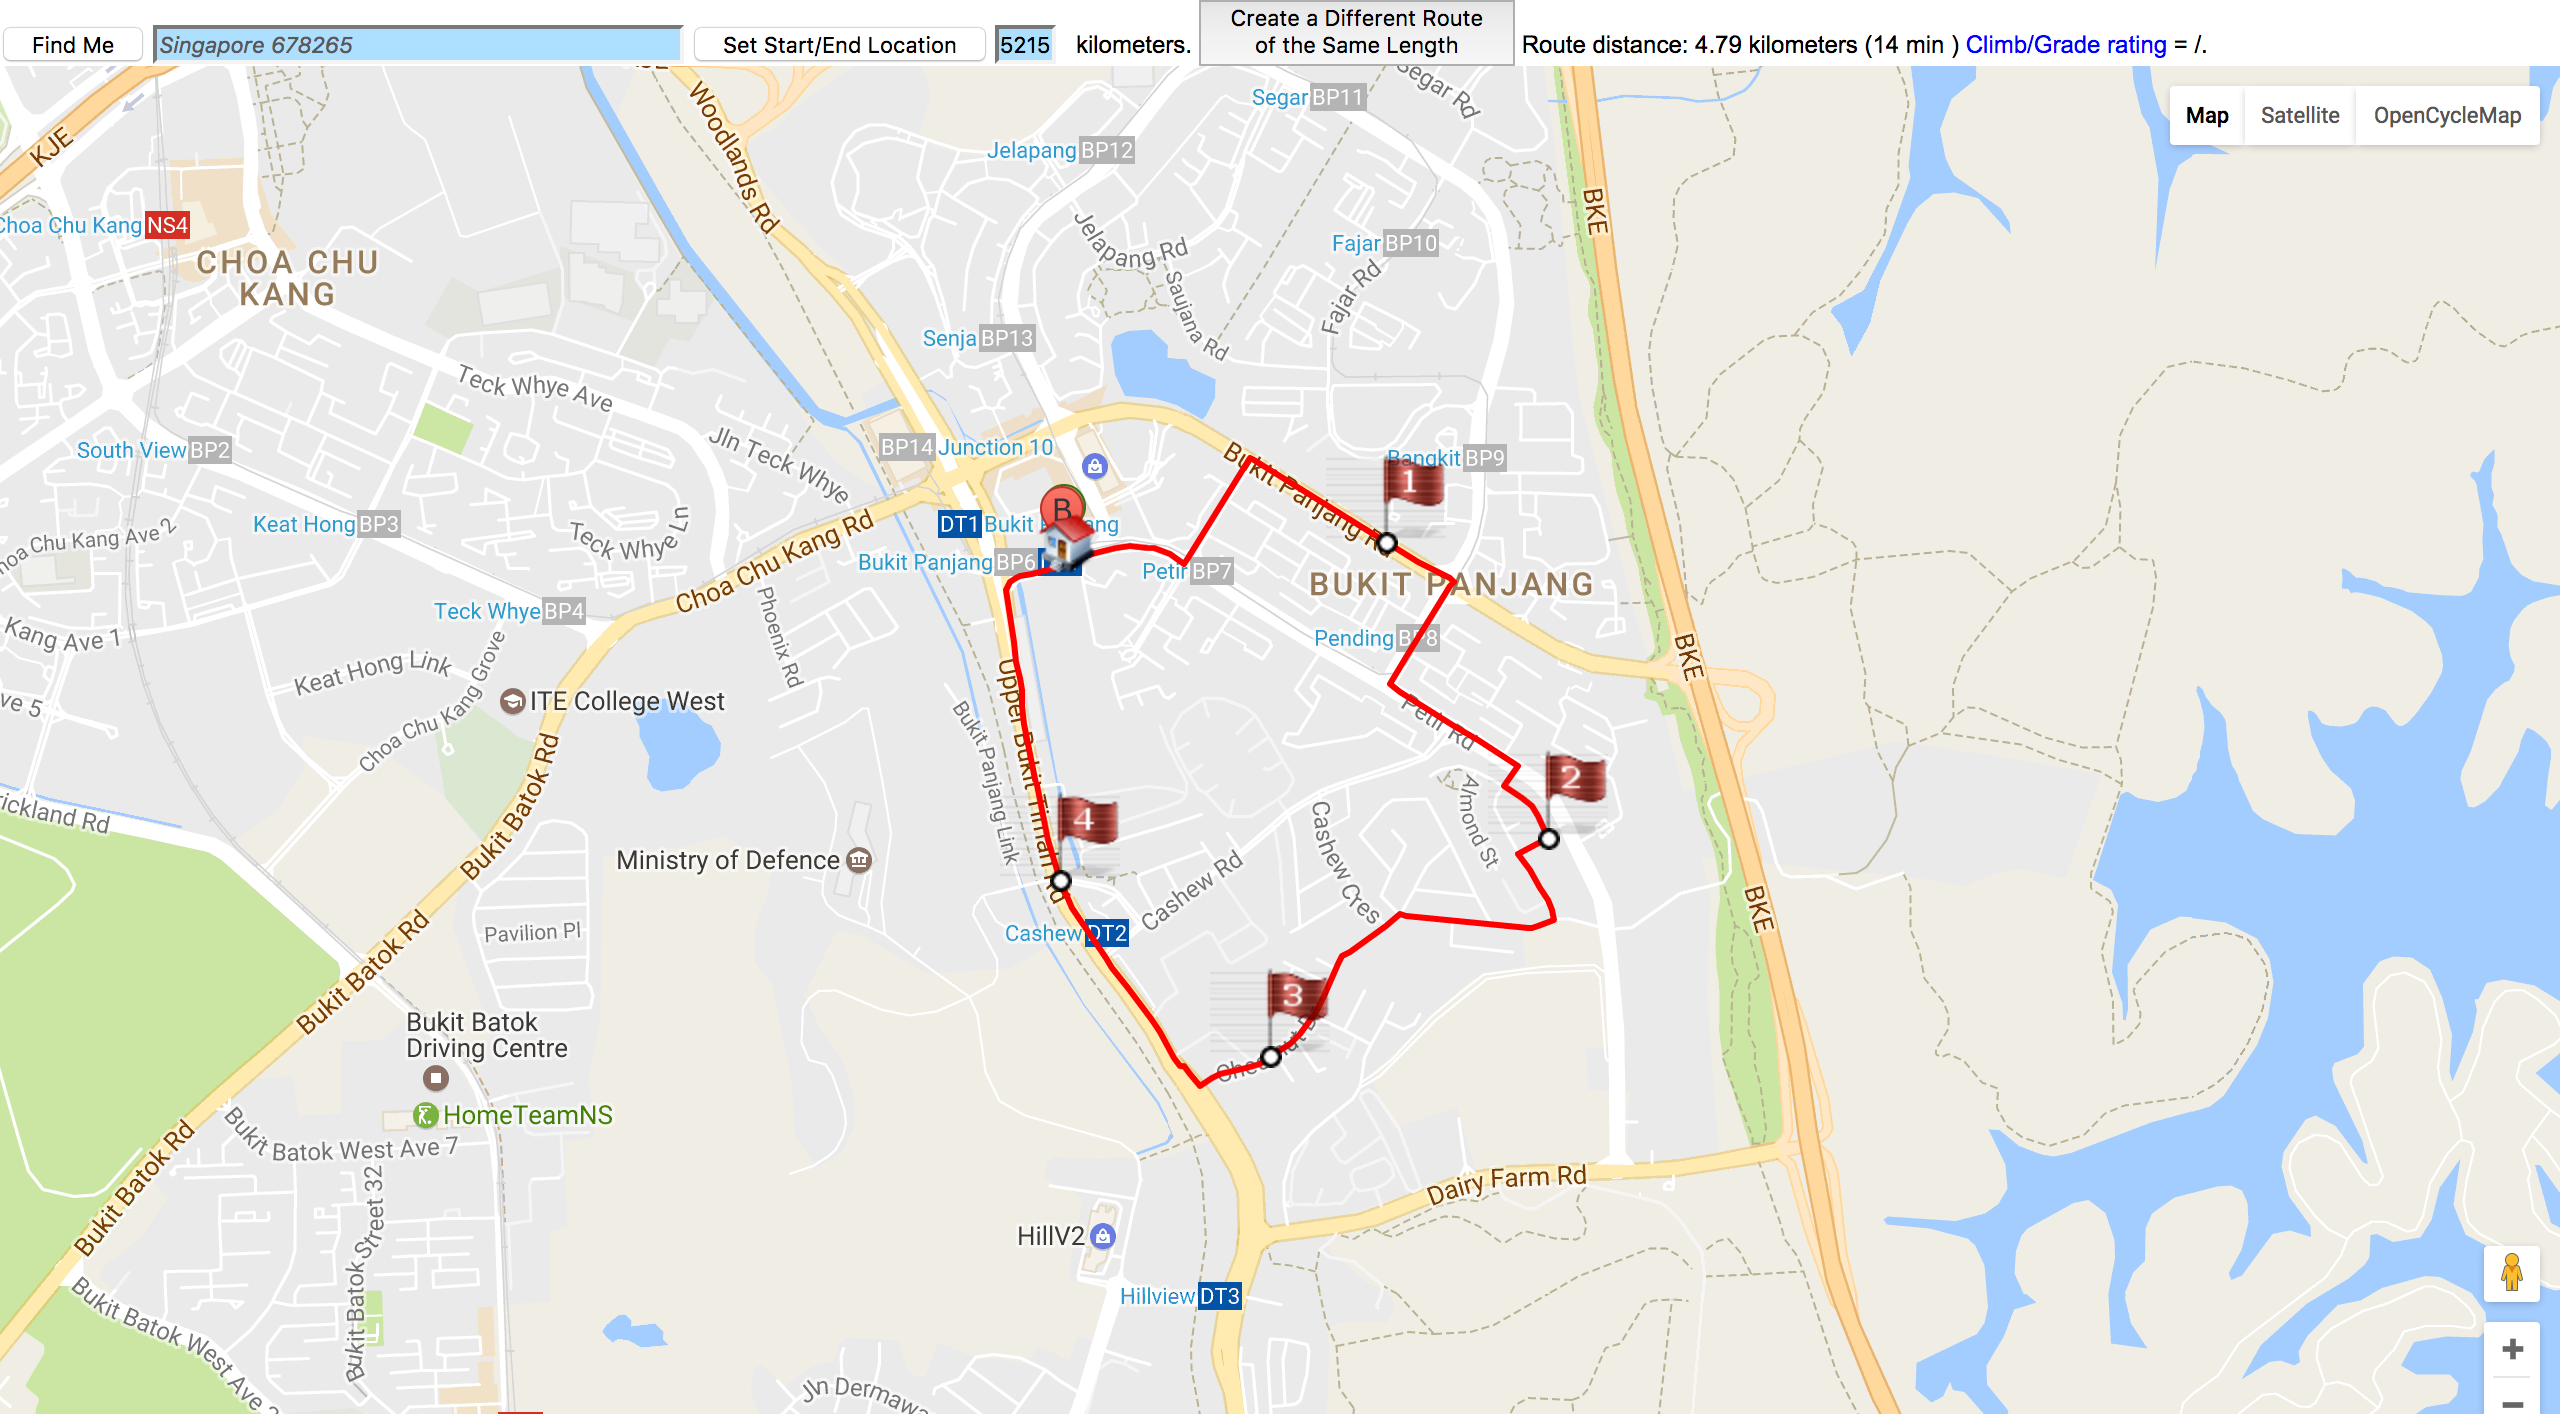 Find Me
Singapore 678265
Set Start/End Location
5215
kilometers.
Create a Different Route
of the Same Length
Route distance: 4.79 kilometers (14 min ) Climb/Grade rating = /.
Map
Satellite
OpenCycleMap
KJE
Woodlands Rd
Segar BP11
Segar Rd
Jelapang BP12
BKE
Choa Chu Kang NS4
CHOA CHU
KANG
Jelapang Rd
Saujana Rd
Fajar BP10
Fajar Rd
Senja BP13
Teck Whye Ave
South View BP2
Jln Teck Whye
BP14 Junction 10
Bukit Panjang Rd
Bangkit BP9
1
B
Keat Hong BP3
Teck Whye Ln
Choa Chu Kang Rd
DT1
Bukit Panjang BP6
Petir BP7
BUKIT PANJANG
Teck Whye BP4
Phoenix Rd
Pending BP8
BKE
Kang Ave 1
Keat Hong Link
Choa Chu Kang Grove
ITE College West
Upper Bukit Timah Rd
Bukit Panjang Link
Petir Rd
ve 5
Bukit Batok Rd
2
Almond St
4
Cashew Cres
Ministry of Defence
Cashew Rd
BKE
Cashew DT2
Pavilion Pl
Bukit Batok Rd
3
Bukit Batok
Driving Centre
HomeTeamNS
Bukit Batok West Ave 7
Bukit Batok Rd
Bukit Batok Street 32
Dairy Farm Rd
HillV2
Hillview DT3
Bukit Batok West Ave
Bukit Batok
Jln Dermawa